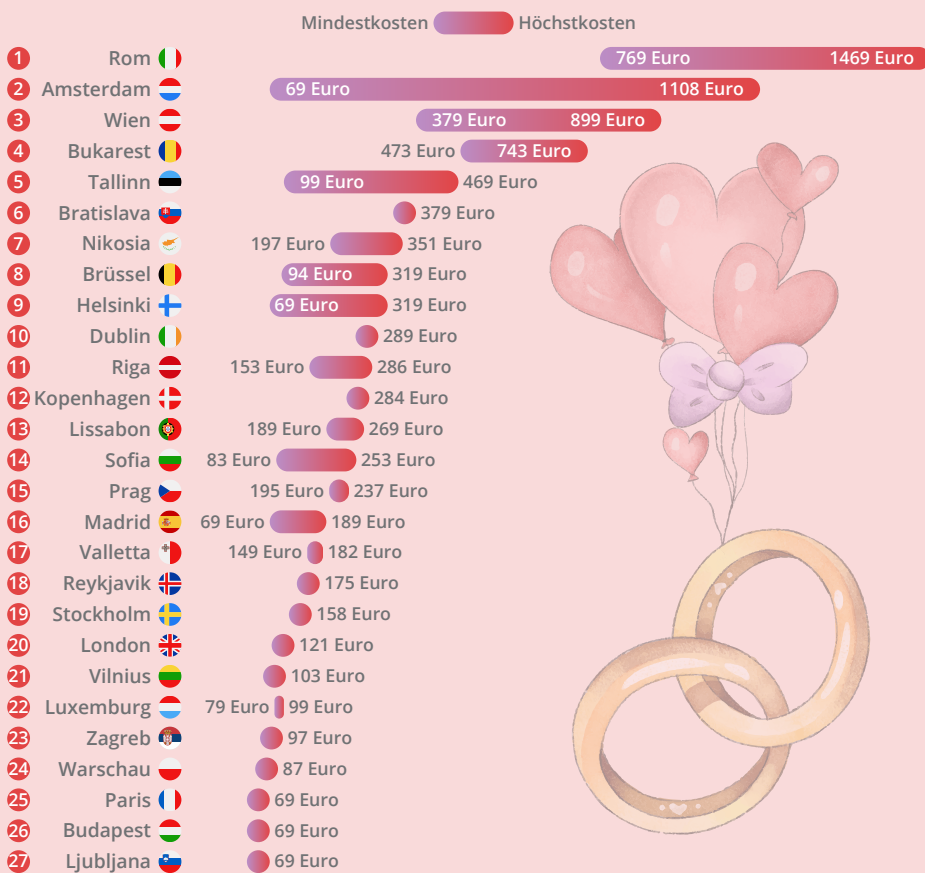 Mindestkosten Höchstkosten
1 Rom 769 Euro 1469 Euro
2 Amsterdam 69 Euro 1108 Euro
3 Wien 379 Euro 899 Euro
4 Bukarest 473 Euro 743 Euro
5 Tallinn 99 Euro 469 Euro
6 Bratislava 379 Euro
7 Nikosia 197 Euro 351 Euro
8 Brüssel 94 Euro 319 Euro
9 Helsinki 69 Euro 319 Euro
10 Dublin 289 Euro
11 Riga 153 Euro 286 Euro
12 Kopenhagen 284 Euro
13 Lissabon 189 Euro 269 Euro
14 Sofia 83 Euro 253 Euro
15 Prag 195 Euro 237 Euro
16 Madrid 69 Euro 189 Euro
17 Valletta 149 Euro 182 Euro
18 Reykjavik 175 Euro
19 Stockholm 158 Euro
20 London 121 Euro
21 Vilnius 103 Euro
22 Luxemburg 79 Euro 99 Euro
23 Zagreb 97 Euro
24 Warschau 87 Euro
25 Paris 69 Euro
26 Budapest 69 Euro
27 Ljubljana 69 Euro